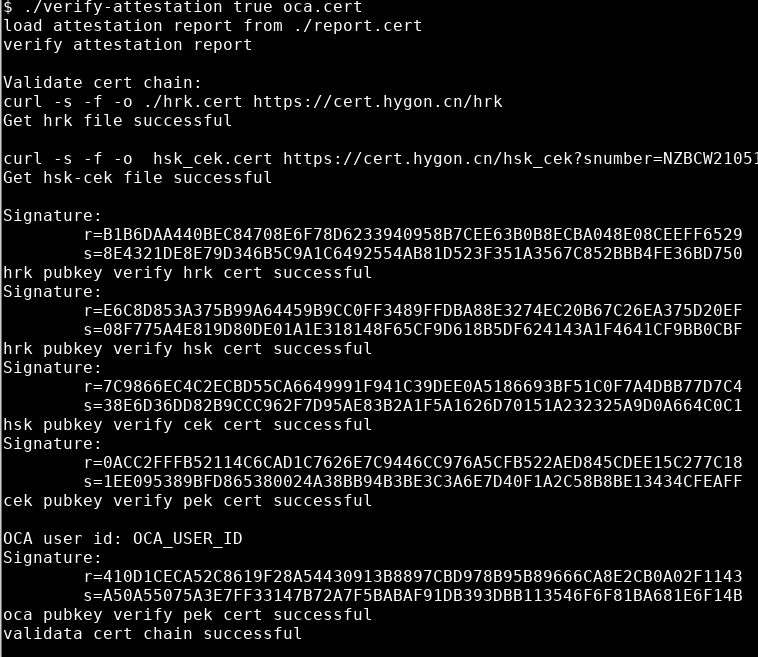 $ ./verify-attestation true oca.cert
load attestation report from ./report.cert
verify attestation report
Validate cert chain:
curl -s -f -o ./hrk.cert https://cert.hygon.cn/hrk
Get hrk file successful
curl -s -f -o  hsk_cek.cert https://cert.hygon.cn/hsk_cek?snumber=NZBCW21051
Get hsk-cek file successful
Signature:
r=B1B6DAA440BEC84708E6F78D6233940958B7CEE63B0B8ECBA048E08CEEFF6529
s=8E4321DE8E79D346B5C9A1C6492554AB81D523F351A3567C852BBB4FE36BD750
hrk pubkey verify hrk cert successful
Signature:
r=E6C8D853A375B99A64459B9CC0FF3489FFDBA88E3274EC20B67C26EA375D20EF
s=08F775A4E819D80DE01A1E318148F65CF9D618B5DF624143A1F4641CF9BB0CBF
hrk pubkey verify hsk cert successful
Signature:
r=7C9866EC4C2ECBD55CA6649991F941C39DEE0A5186693BF51C0F7A4DBB77D7C4
s=38E6D36DD82B9CCC962F7D95AE83B2A1F5A1626D70151A232325A9D0A664C0C1
hsk pubkey verify cek cert successful
Signature:
r=0ACC2FFFB52114C6CAD1C7626E7C9446CC976A5CFB522AED845CDEE15C277C18
s=1EE095389BFD865380024A38BB94B3BE3C3A6E7D40F1A2C58B8BE13434CFEAFF
cek pubkey verify pek cert successful
OCA user id: OCA_USER_ID
Signature:
r=410D1CECA52C8619F28A54430913B8897CBD978B95B89666CA8E2CB0A02F1143
s=A50A55075A3E7FF33147B72A7F5BABAF91DB393DBB113546F6F81BA681E6F14B
oca pubkey verify pek cert successful
validata cert chain successful